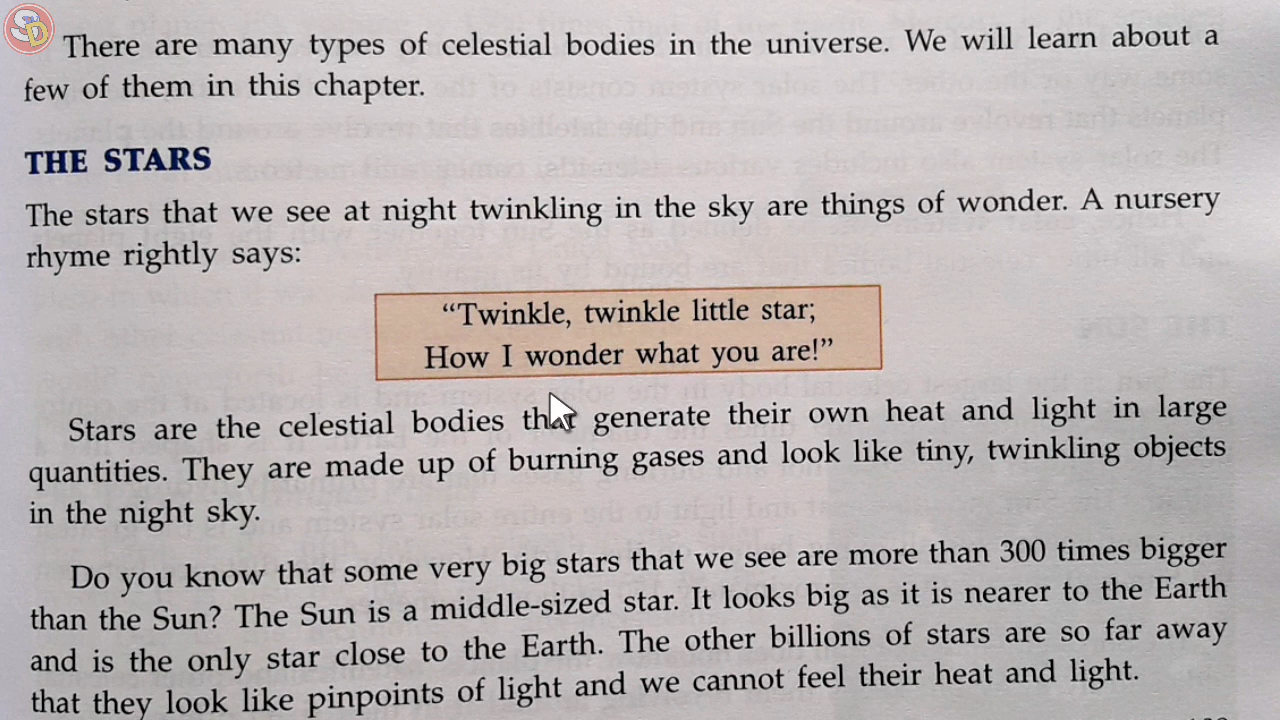 There are many types of celestial bodies in the universe. We will learn about a
few of them in this chapter.
THE STARS
The stars that we see at night twinkling in the sky are things of wonder. A nursery
rhyme rightly says:
“Twinkle, twinkle little star;
How I wonder what you are!”
Stars are the celestial bodies that generate their own heat and light in large
quantities. They are made up of burning gases and look like tiny, twinkling objects
in the night sky.
Do you know that some very big stars that we see are more than 300 times bigger
than the Sun? The Sun is a middle-sized star. It looks big as it is nearer to the Earth
and is the only star close to the Earth. The other billions of stars are so far away
that they look like pinpoints of light and we cannot feel their heat and light.